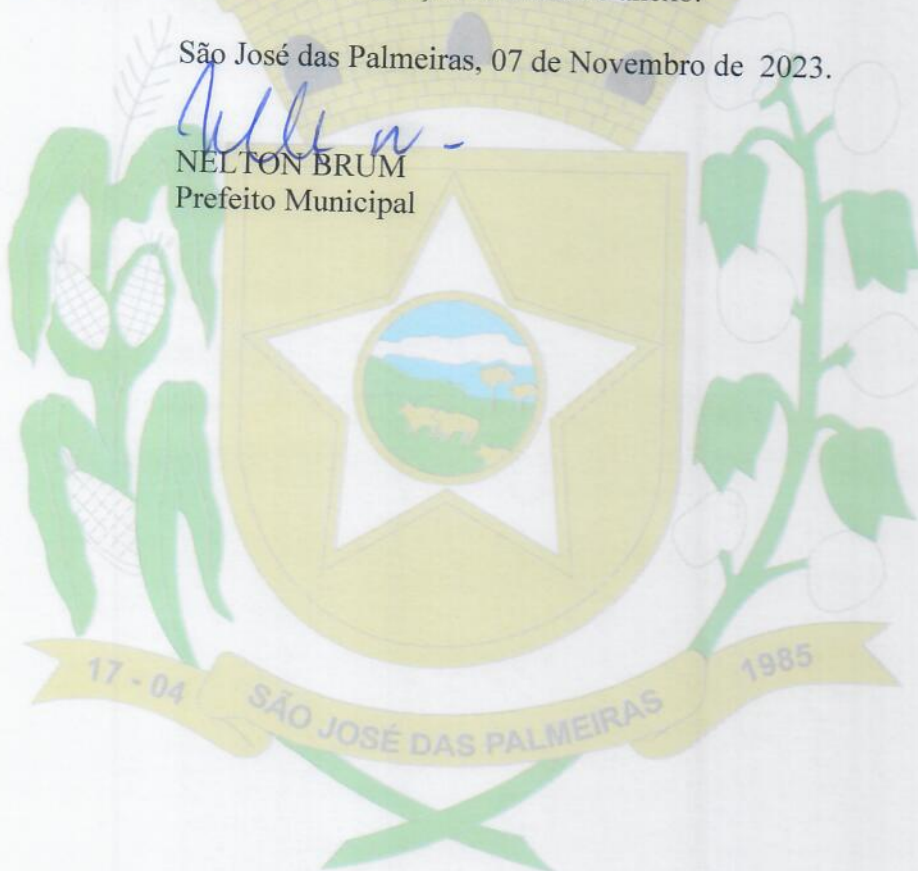 São José das Palmeiras, 07 de Novembro de 2023.
NELTON BRUM
Prefeito Municipal
17 - 04
SÃO JOSÉ DAS PALMEIRAS
1985